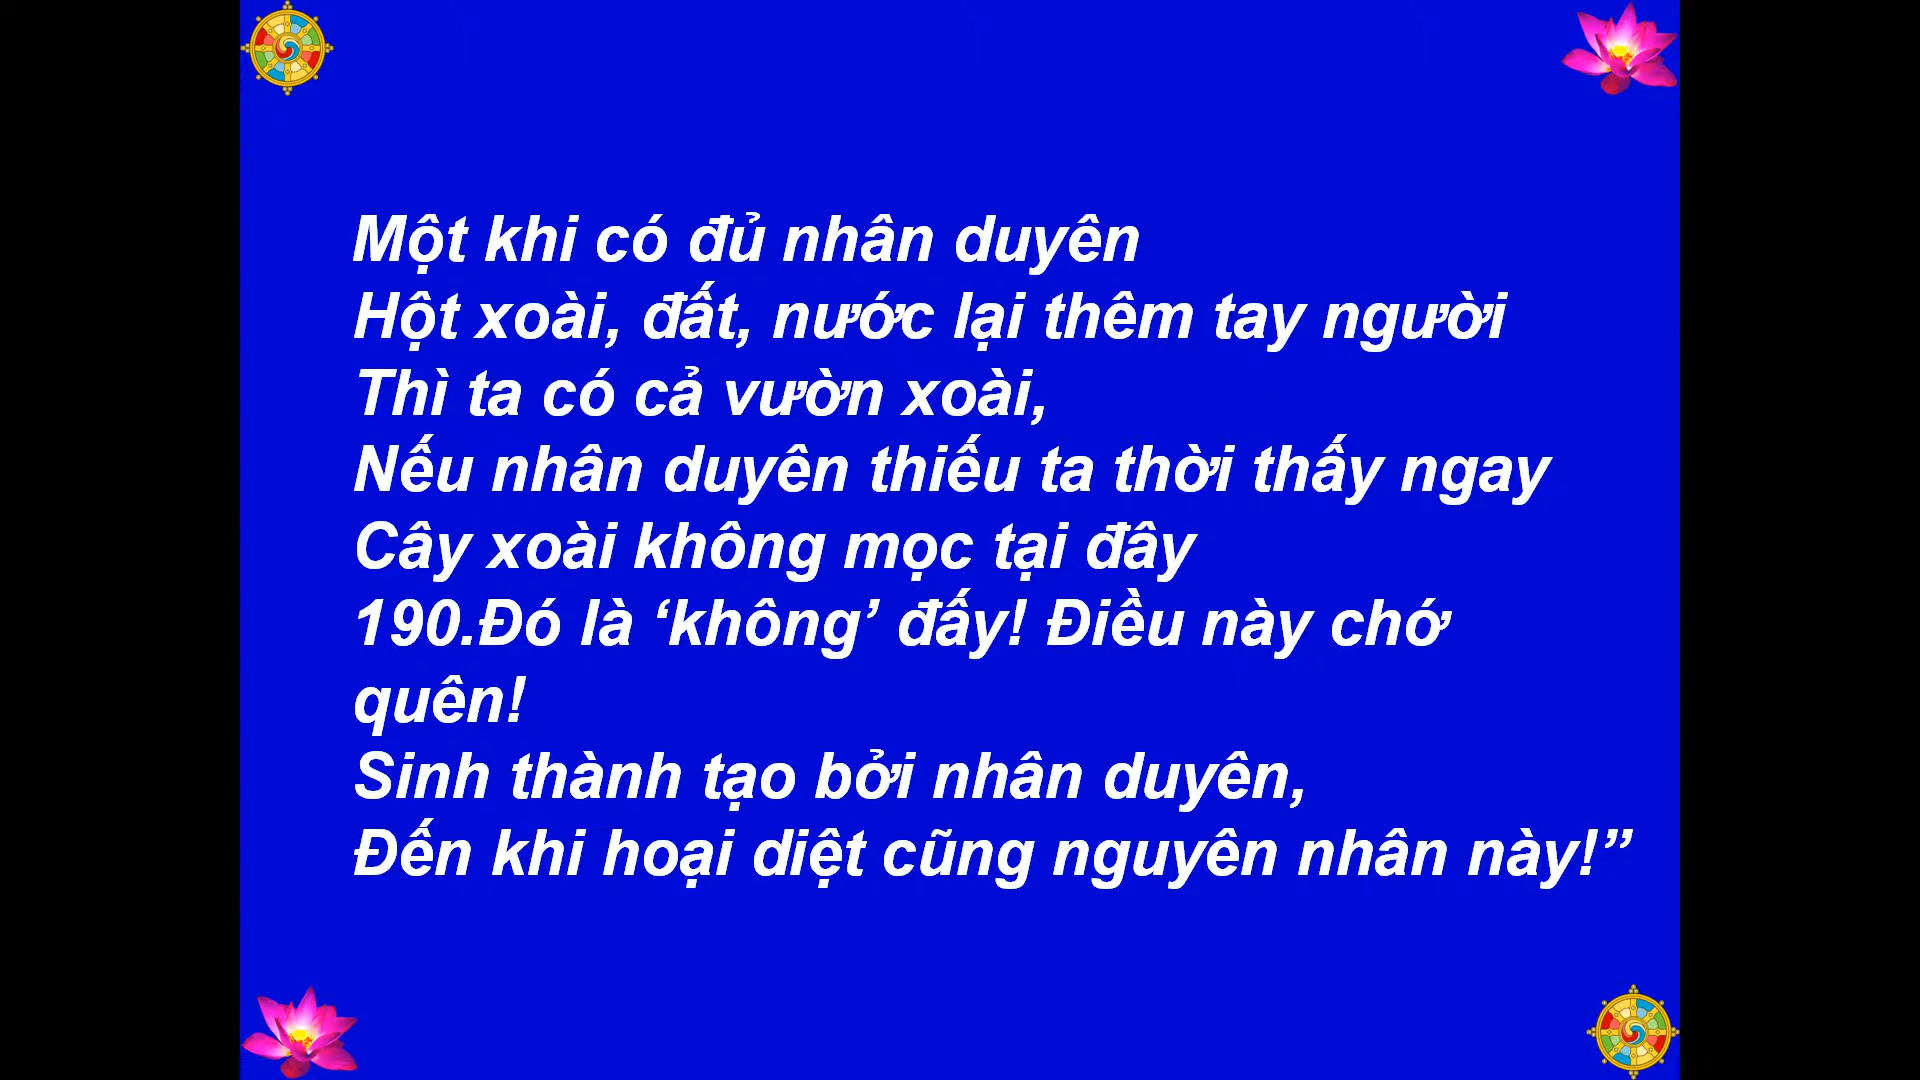 Một khi có đủ nhân duyên
Hột xoài, đất, nước lại thêm tay người
Thì ta có cả vườn xoài,
Nếu nhân duyên thiếu ta thời thấy ngay
Cây xoài không mọc tại đây
190.Đó là ‘không’ đấy! Điều này chớ
quên!
Sinh thành tạo bởi nhân duyên,
Đến khi hoại diệt cũng nguyên nhân này!”